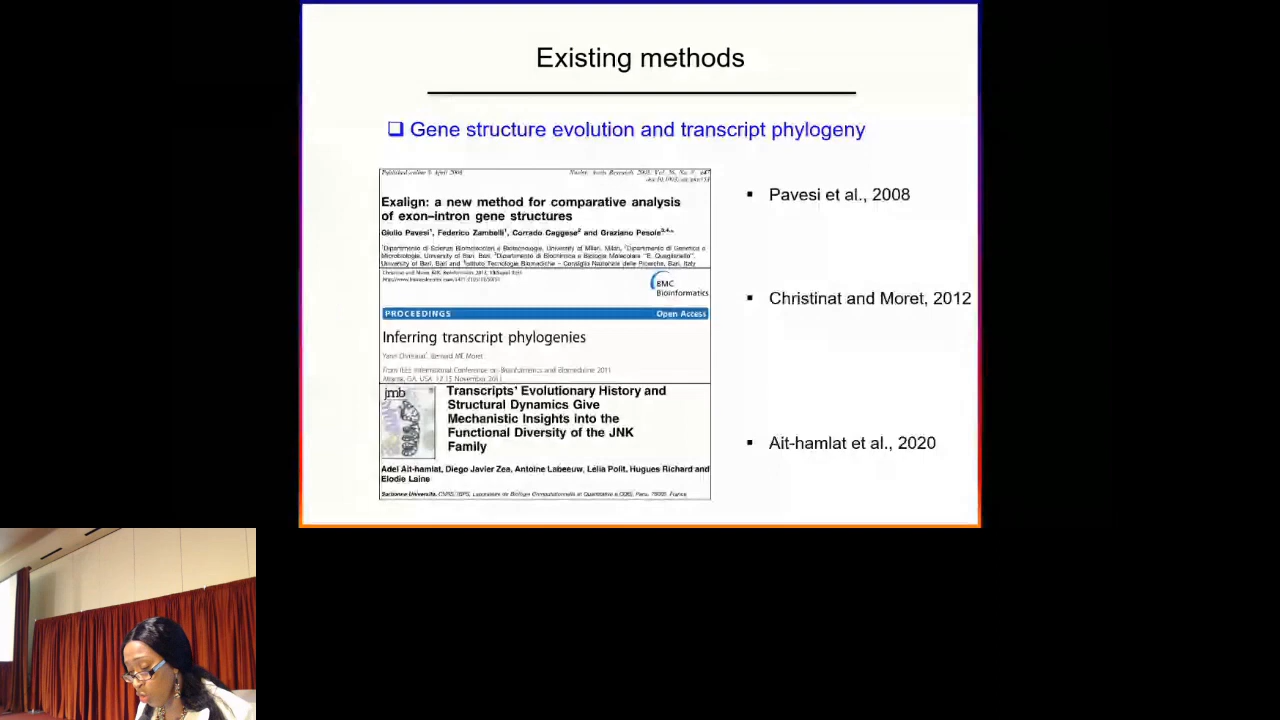 Existing methods
Gene structure evolution and transcript phylogeny
Exalign: a new method for comparative analysis
of exon–intron gene structures
Giulio Pavesi¹, Federico Zambelli¹, Corrado Caggese² and Graziano Pesole
BMC
Bioinformatics
PROCEEDINGS Open Access
Inferring transcript phylogenies
jmb
Transcripts' Evolutionary History and
Structural Dynamics Give
Mechanistic Insights into the
Functional Diversity of the JNK
Family
Adel Ait-hamlat, Diego Javier Zea, Antoine Labeeuw, Lélia Polit, Hugues Richard and
Elodie Laine
▪ Pavesi et al., 2008
▪ Christinat and Moret, 2012
▪ Ait-hamlat et al., 2020